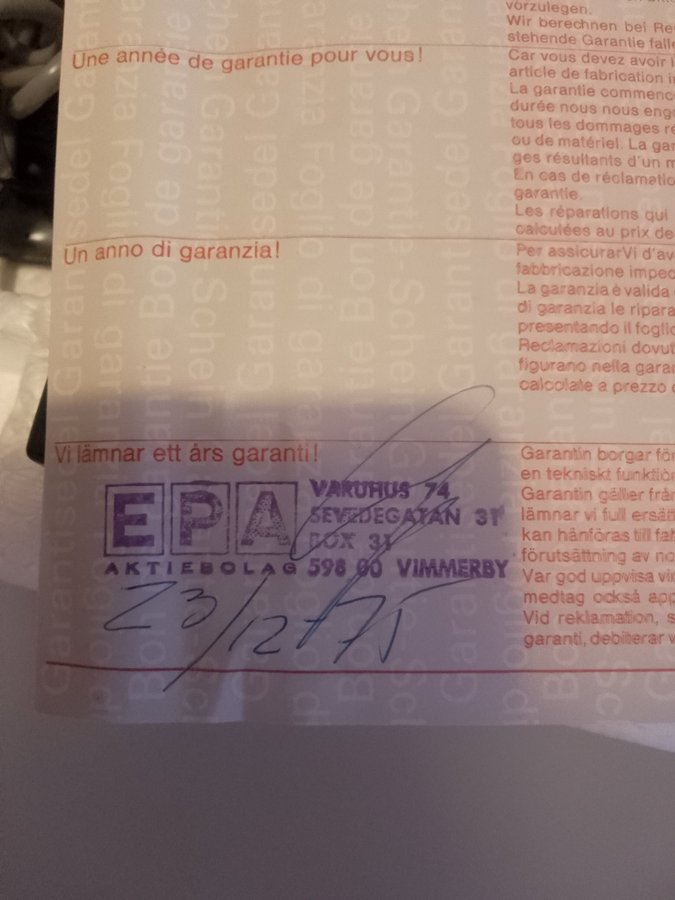 vorzulegen.
Wir berechnen bei Re
stehende Garantie falle
Une année de garantie pour vous!
Car vous devez avoir l
article de fabrication i
La garantie commenc
durée nous nous eng
tous les dommages ré
ou de matériel. La gar
ges résultants d'un m
En cas de réclamatio
garantie.
Les réparations qui
calculées au prix de
Un anno di garanzia!
Per assicurarVi d'av
fabbricazione imped
La garanzia è valida
di garanzia le ripara
presentando il foglio
Reclamazioni dovut
figurano nella garan
calcolate a prezzo
Vi lämnar ett års garanti!
Garantin borgar för
en tekniskt funktion
Garantin gäller från
lämnar vi full ersätt
kan hänföras till fab
förutsättning av no
Var god uppvisa vi
medtag också app
Vid reklamation, s
garanti, debiterar v
EPA
AKTIEBOLAG
VARUHUS 74
SEVEDEGATAN 31
BOX 31
598 00 VIMMERBY
23/12-75